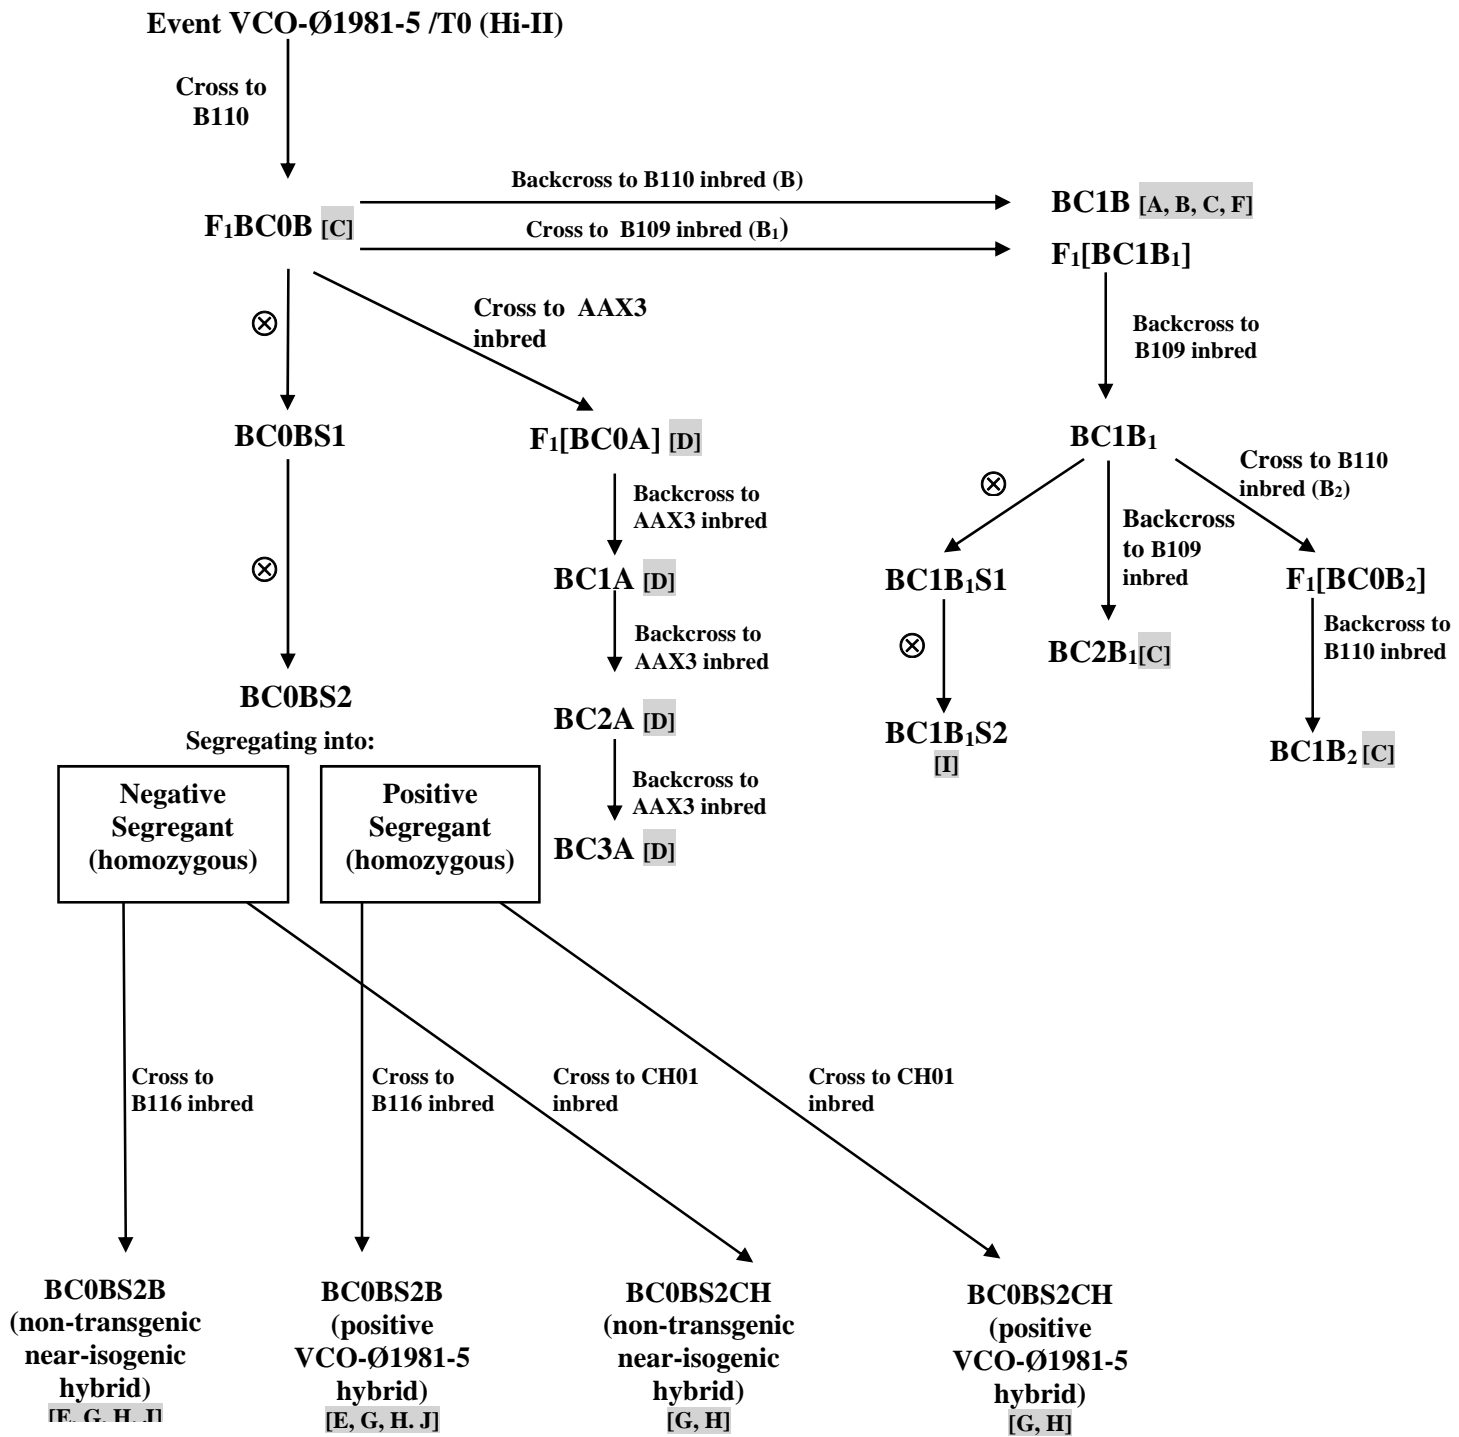 Event VCO-Ø1981-5 /T0 (Hi-II)
Cross to
B110
Backcross to B110 inbred (B)
BC1B [A, B, C, F]
F₁BC0B [C]
Cross to B109 inbred (B₁)
F₁[BC1B₁]
⊗
Cross to AAX3
inbred
Backcross to
B109 inbred
BC0BS1
F₁[BC0A] [D]
BC1B₁
⊗
Cross to B110
inbred (B₂)
Backcross to
AAX3 inbred
Backcross
to B109
inbred
⊗
BC1A [D]
BC1B₁S1
F₁[BC0B₂]
Backcross to
AAX3 inbred
⊗
BC2B₁[C]
Backcross to
B110 inbred
BC0BS2
Segregating into:
BC2A [D]
BC1B₁S2
[I]
BC1B₂ [C]
Negative
Segregant
(homozygous)
Positive
Segregant
(homozygous)
Backcross to
AAX3 inbred
BC3A [D]
Cross to
B116 inbred
Cross to
B116 inbred
Cross to CH01
inbred
Cross to CH01
inbred
BC0BS2B
(non-transgenic
near-isogenic
hybrid)
[E, G, H. J]
BC0BS2B
(positive
VCO-Ø1981-5
hybrid)
[E, G, H. J]
BC0BS2CH
(non-transgenic
near-isogenic
hybrid)
[G, H]
BC0BS2CH
(positive
VCO-Ø1981-5
hybrid)
[G, H]